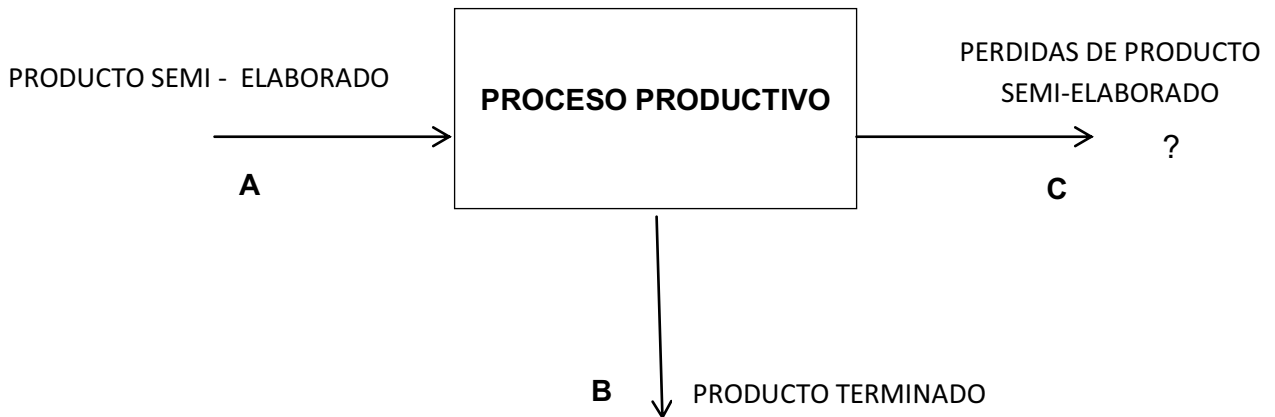 PRODUCTO SEMI - ELABORADO
PROCESO PRODUCTIVO
PERDIDAS DE PRODUCTO
SEMI-ELABORADO
?
A
C
B
PRODUCTO TERMINADO